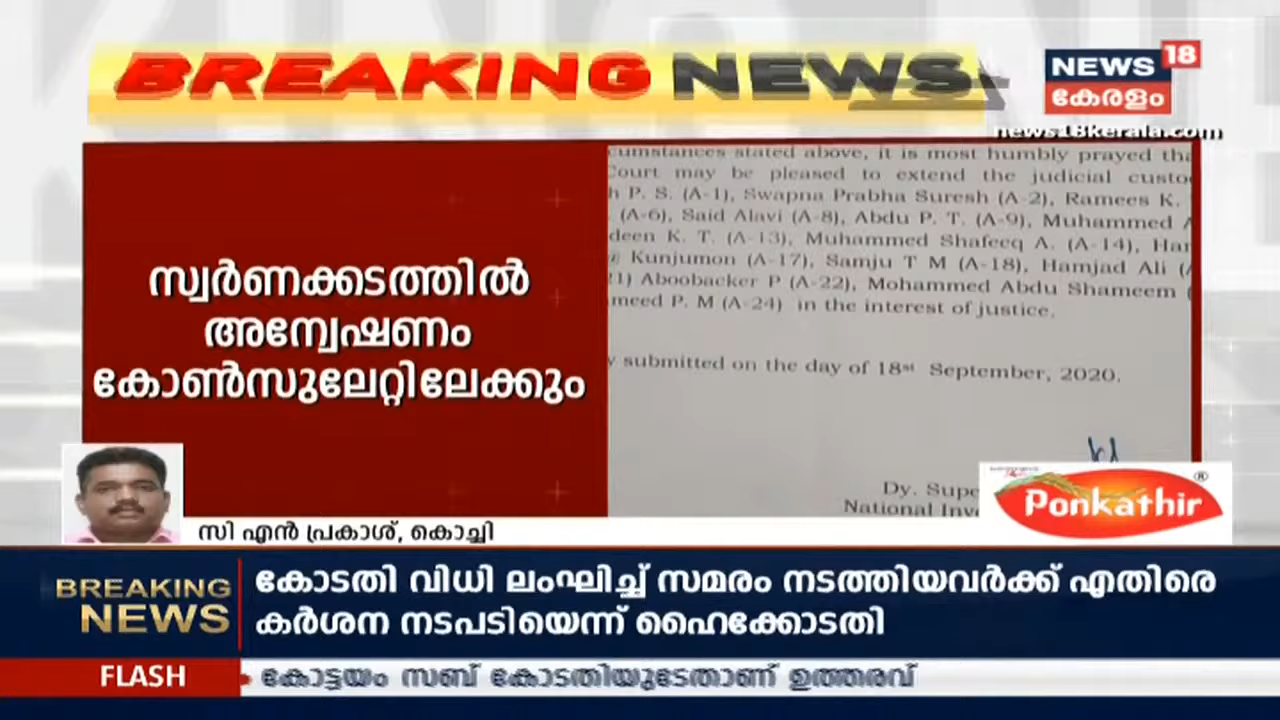 BREAKING NEWS
NEWS 18
കേരളം
news18kerala.com
cumstances stated above, it is most humbly prayed tha
Court may be pleased to extend the judicial custo
h P. S. (A-1), Swapna Prabha Suresh (A-2), Ramees K.
(A-6), Said Alavi (A-8), Abdu P. T. (A-9), Muhammed A
deen K. T. (A-13), Muhammed Shafeeq A. (A-14), Ham
Kunjumon (A-17), Samju T M (A-18), Hamjad Ali (A
21) Aboobacker P (A-22), Mohammed Abdu Shameem (
meed P. M (A-24) in the interest of justice.
y submitted on the day of 18st September, 2020.
Dy. Supe
National Inve
സ്വർണക്കടത്തിൽ
അന്വേഷണം
കോൺസുലേറ്റിലേക്കും
Ponkathir ®
സി എൻ പ്രകാശ്, കൊച്ചി
BREAKING NEWS
കോടതി വിധി ലംഘിച്ച് സമരം നടത്തിയവർക്ക് എതിരെ
കർശന നടപടിയെന്ന് ഹൈക്കോടതി
FLASH
കോട്ടയം സബ് കോടതിയുടേതാണ് ഉത്തരവ്